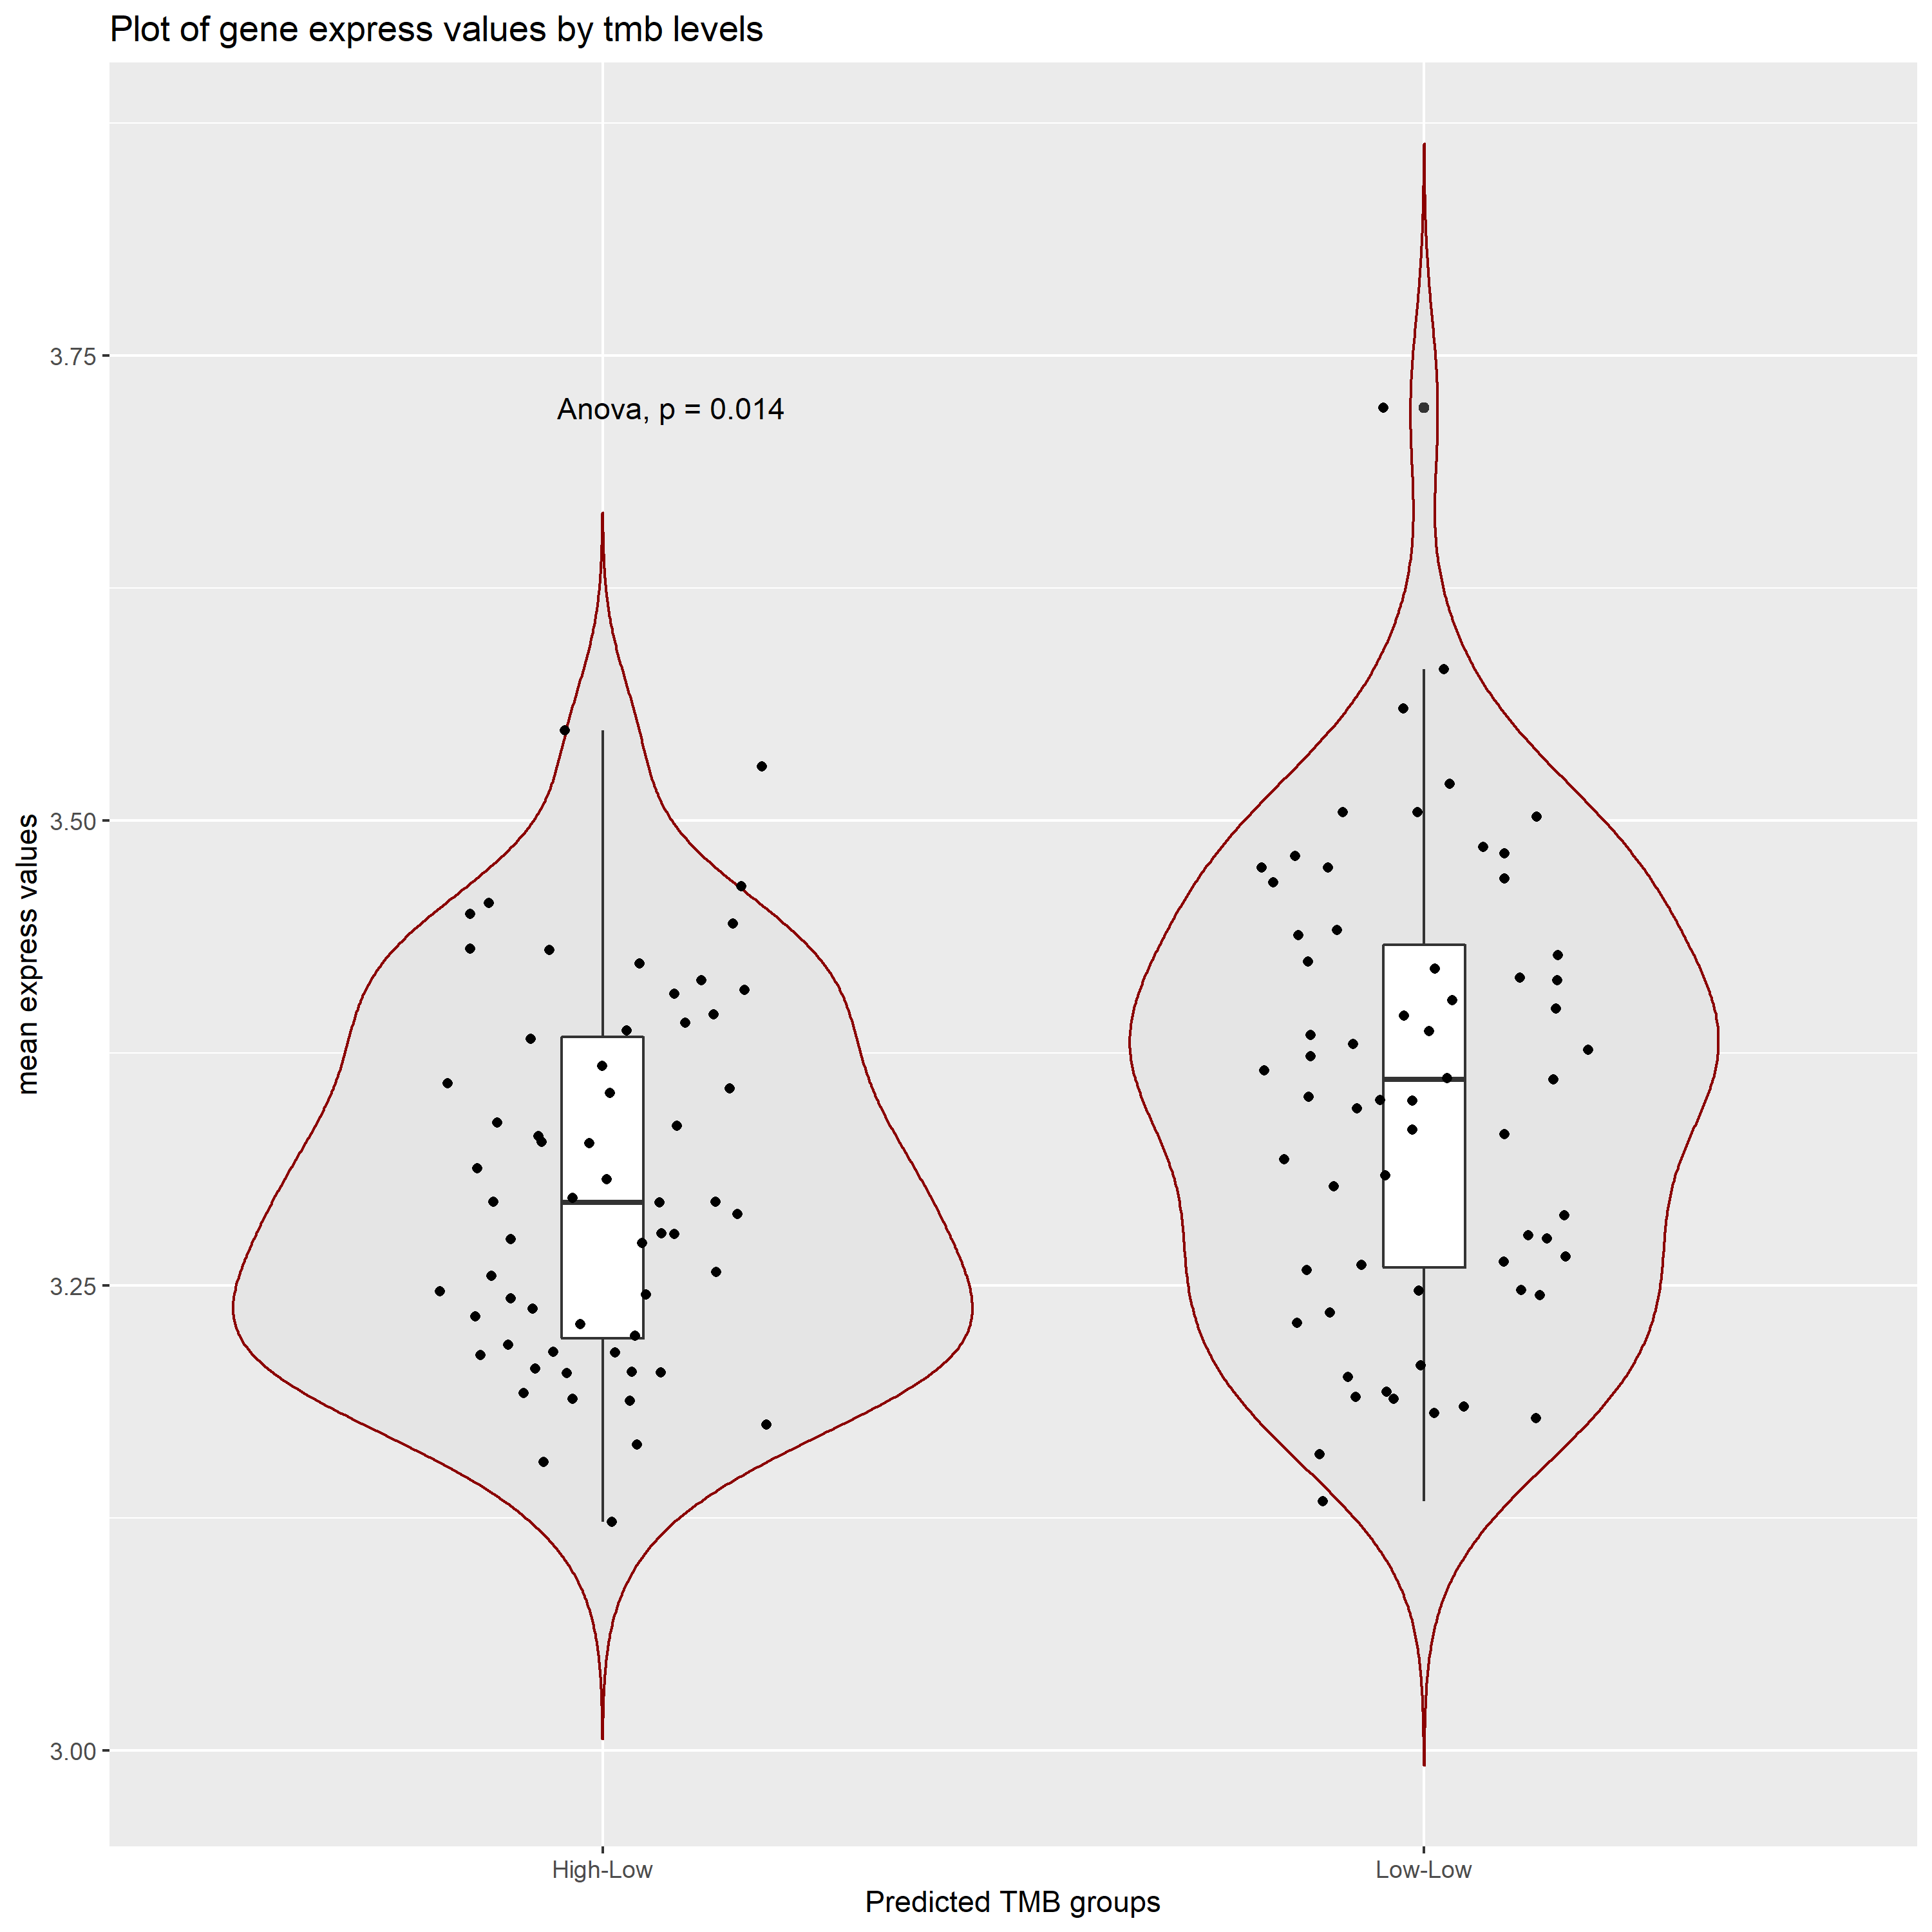 Plot of gene express values by tmb levels
Anova, p = 0.014
mean express values
3.75
3.50
3.25
3.00
High-Low
Low-Low
Predicted TMB groups